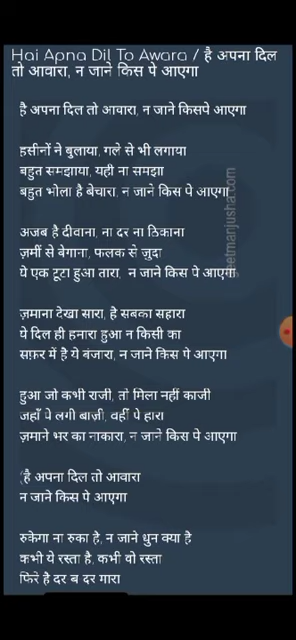 Hai Apna Dil To Awara / है अपना दिल
तो आवारा, न जाने किस पे आएगा
है अपना दिल तो आवारा, न जाने किसपे आएगा
हसीनों ने बुलाया, गले से भी लगाया
बहुत समझाया, यही ना समझा
बहुत भोला है बेचारा, न जाने किस पे आएगा
अजब है दीवाना, ना दर ना ठिकाना
ज़मीं से बेगाना, फलक से जुदा
ये एक टूटा हुआ तारा, न जाने किस पे आएगा
ज़माना देखा सारा, है सबका सहारा
ये दिल ही हमारा हुआ न किसी का
सफ़र में है ये बंजारा, न जाने किस पे आएगा
हुआ जो कभी राजी, तो मिला नहीं काजी
जहाँ पे लगी बाज़ी, वहीं पे हारा
ज़माने भर का नाकारा, न जाने किस पे आएगा
(है अपना दिल तो आवारा
न जाने किस पे आएगा
रुकेगा ना रुका है, न जाने धुन क्या है
कभी ये रस्ता है, कभी वो रस्ता
फिरे है दर ब दर मारा
geetmanjusha.com